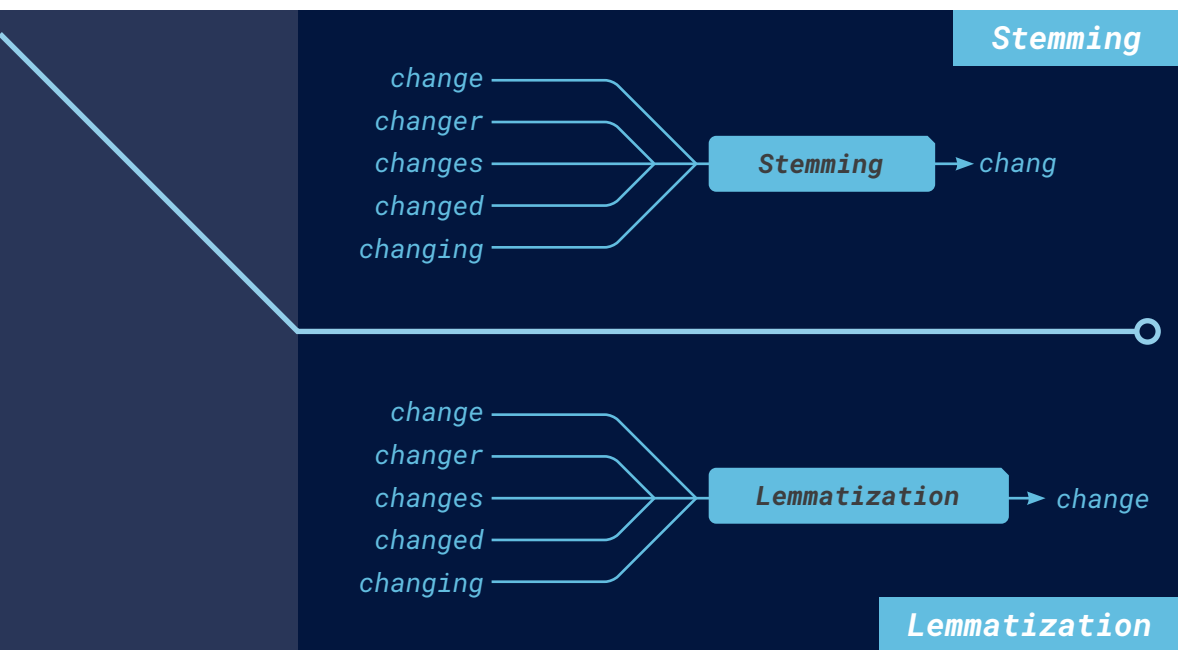 Stemming
change
changer
changes
changed
changing
Stemming
chang
change
changer
changes
changed
changing
Lemmatization
change
Lemmatization